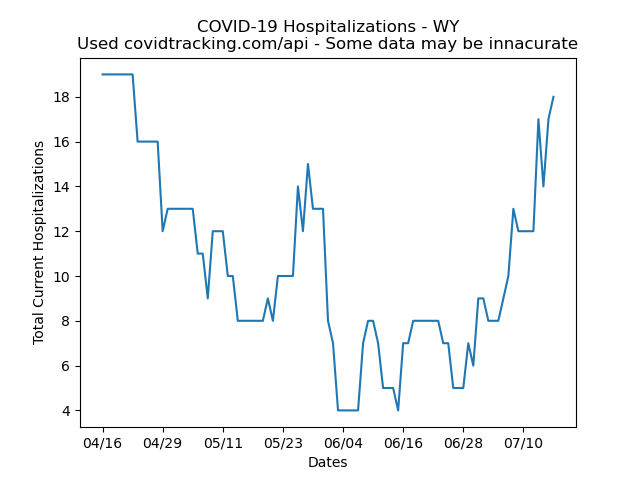 COVID-19 Hospitalizations - WY
Used covidtracking.com/api - Some data may be innacurate
Total Current Hospitalizations
18
16
14
12
10
8
6
4
04/16 04/29 05/11 05/23 06/04 06/16 06/28 07/10
Dates